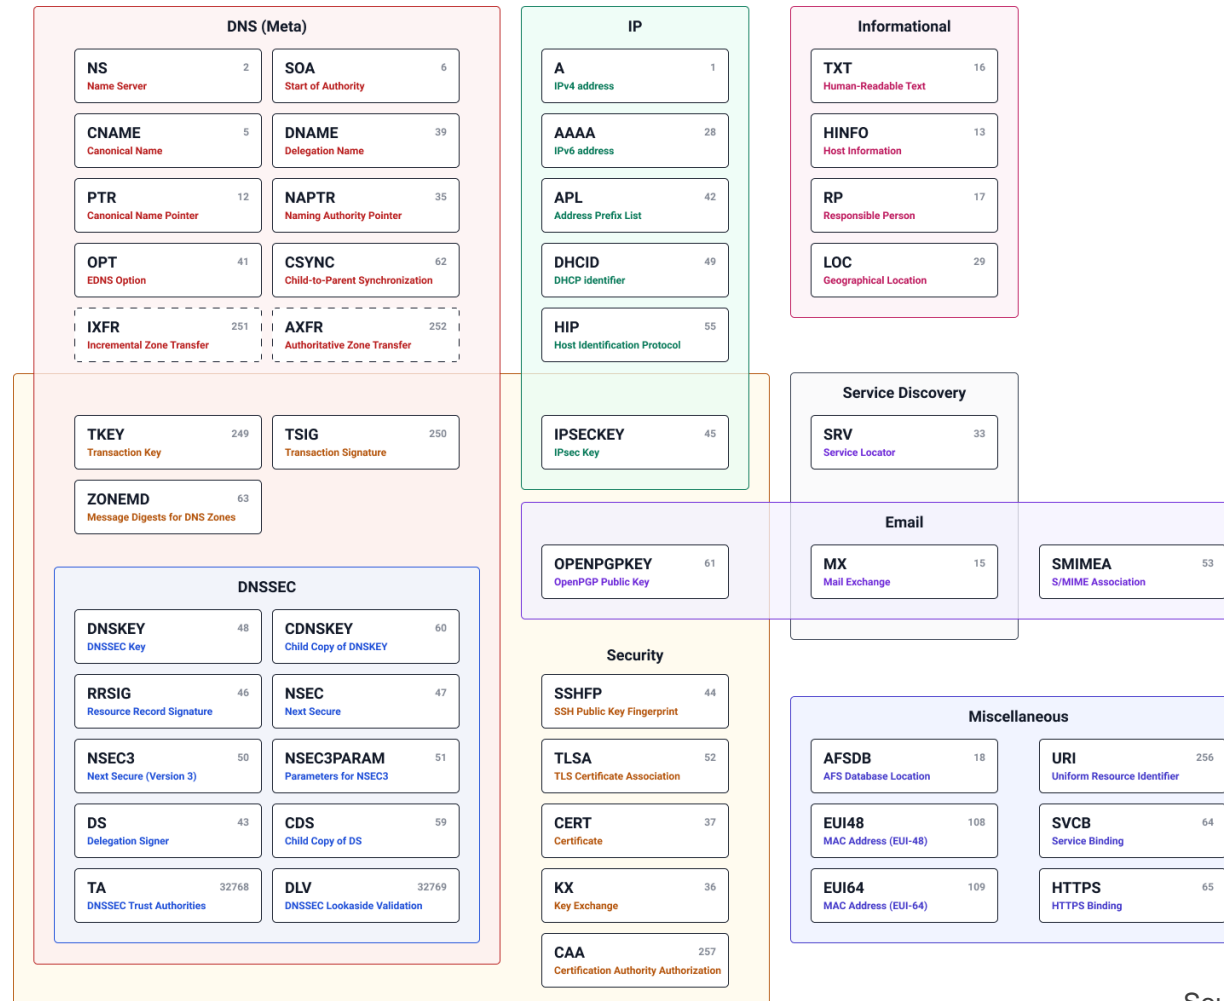 DNS (Meta)
NS 2
Name Server
SOA 6
Start of Authority
CNAME 5
Canonical Name
DNAME 39
Delegation Name
PTR 12
Canonical Name Pointer
NAPTR 35
Naming Authority Pointer
OPT 41
EDNS Option
CSYNC 62
Child-to-Parent Synchronization
IXFR 251
Incremental Zone Transfer
AXFR 252
Authoritative Zone Transfer
TKEY 249
Transaction Key
TSIG 250
Transaction Signature
ZONEMD 63
Message Digests for DNS Zones
DNSSEC
DNSKEY 48
DNSSEC Key
CDNSKEY 60
Child Copy of DNSKEY
RRSIG 46
Resource Record Signature
NSEC 47
Next Secure
NSEC3 50
Next Secure (Version 3)
NSEC3PARAM 51
Parameters for NSEC3
DS 43
Delegation Signer
CDS 59
Child Copy of DS
TA 32768
DNSSEC Trust Authorities
DLV 32769
DNSSEC Lookaside Validation
IP
A 1
IPv4 address
AAAA 28
IPv6 address
APL 42
Address Prefix List
DHCID 49
DHCP identifier
HIP 55
Host Identification Protocol
IPSECKEY 45
IPsec Key
Informational
TXT 16
Human-Readable Text
HINFO 13
Host Information
RP 17
Responsible Person
LOC 29
Geographical Location
Service Discovery
SRV 33
Service Locator
Email
OPENPGPKEY 61
OpenPGP Public Key
MX 15
Mail Exchange
SMIMEA 53
S/MIME Association
Security
SSHFP 44
SSH Public Key Fingerprint
TLSA 52
TLS Certificate Association
CERT 37
Certificate
KX 36
Key Exchange
CAA 257
Certification Authority Authorization
Miscellaneous
AFSDB 18
AFS Database Location
URI 256
Uniform Resource Identifier
EUI48 108
MAC Address (EUI-48)
SVCB 64
Service Binding
EUI64 109
MAC Address (EUI-64)
HTTPS 65
HTTPS Binding